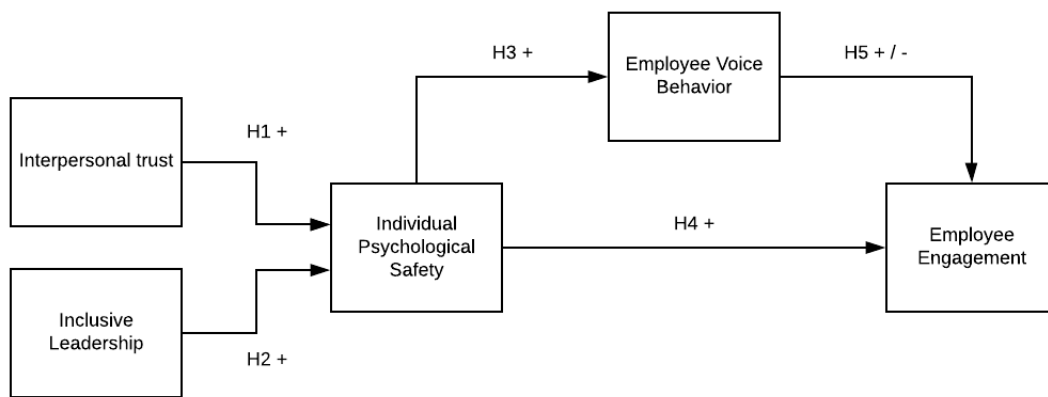 H3 +
Employee Voice
Behavior
H5 + / -
Interpersonal trust
H1 +
Individual
Psychological
Safety
H4 +
Employee
Engagement
Inclusive
Leadership
H2 +